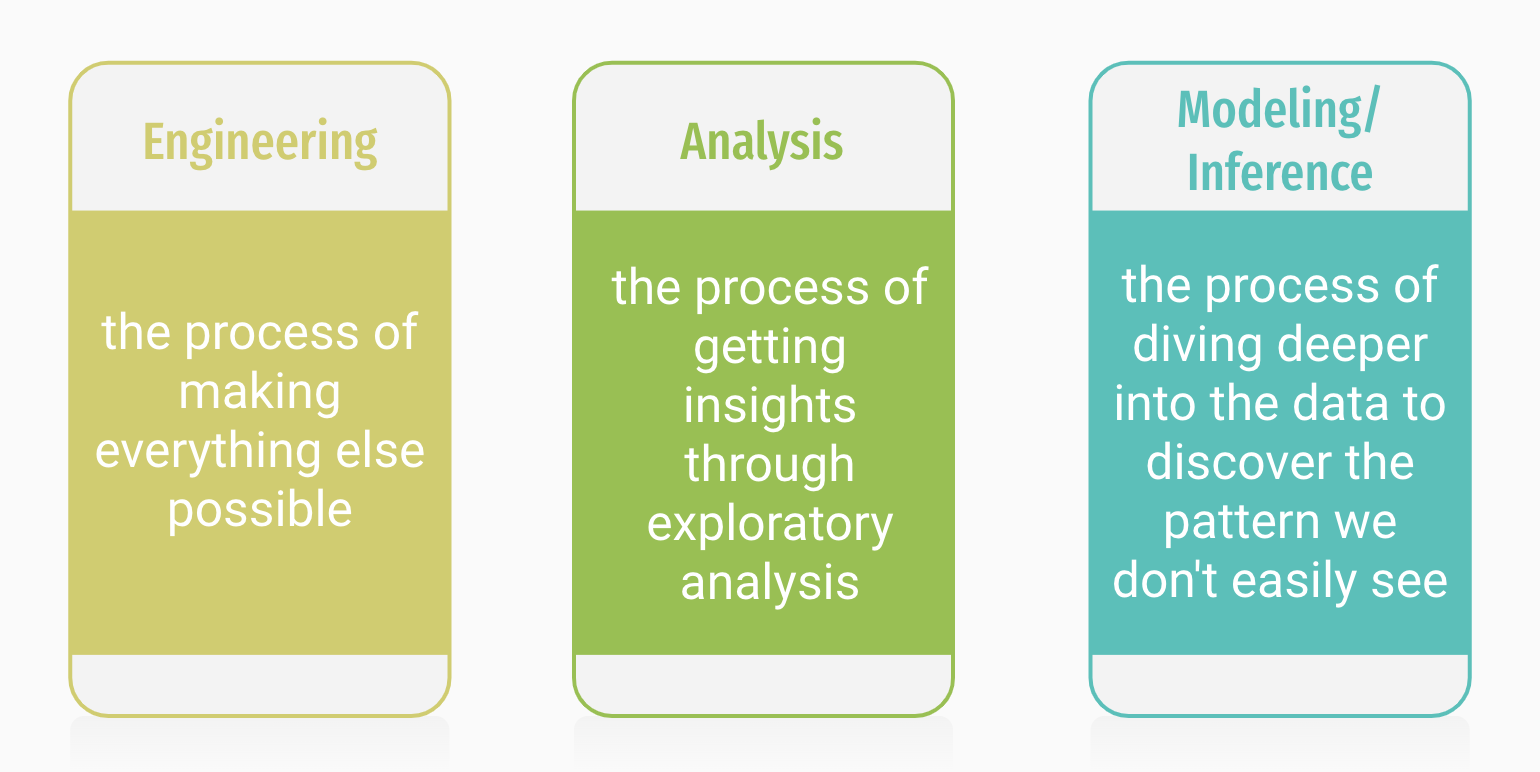 Engineering
the process of
making
everything else
possible
Analysis
the process of
getting
insights
through
exploratory
analysis
Modeling/
Inference
the process of
diving deeper
into the data to
discover the
pattern we
don't easily see